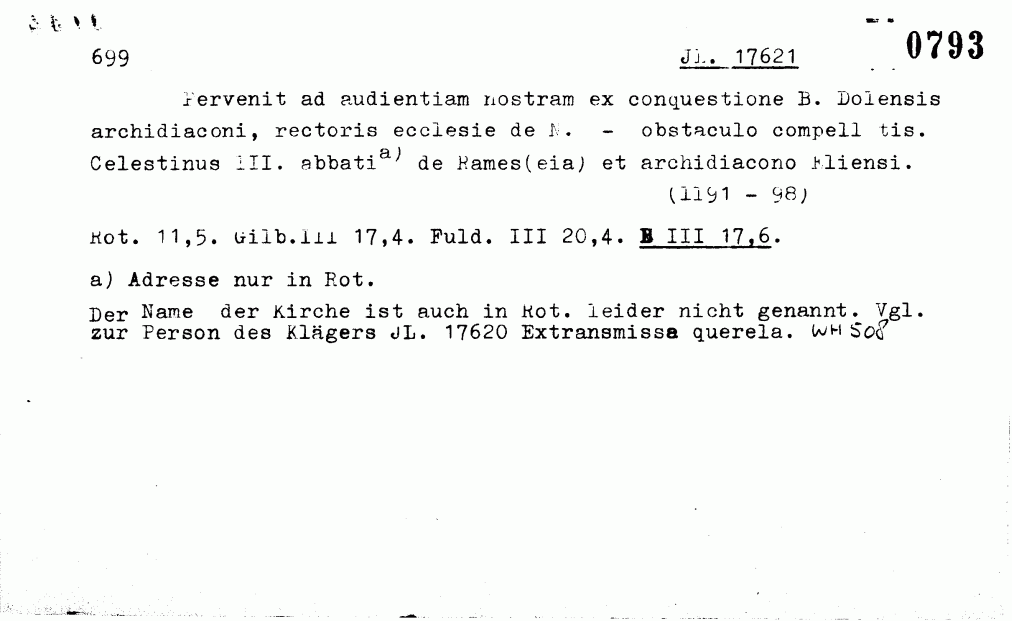 699 JL. 17621 0793
Pervenit ad audientiam nostram ex conquestione B. Dolensis
archidiaconi, rectoris ecclesie de N. - obstaculo compell tis.
Celestinus III. abbati a) de Rames(eia) et archidiacono Eliensi.
(1191 - 98)
Rot. 11,5. Gilb.III 17,4. Fuld. III 20,4. B III 17,6.
a) Adresse nur in Rot.
Der Name der Kirche ist auch in Rot. leider nicht genannt. Vgl.
zur Person des Klägers JL. 17620 Extransmissa querela. WH 508